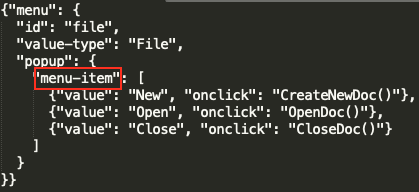 {"menu": {
"id": "file",
"value-type": "File",
"popup": {
"menu-item": [
{"value": "New", "onclick": "CreateNewDoc()"},
{"value": "Open", "onclick": "OpenDoc()"},
{"value": "Close", "onclick": "CloseDoc()"}
]
}
}}